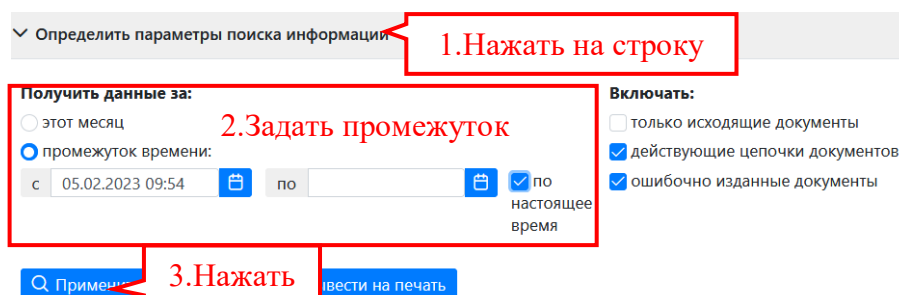 Определить параметры поиска информации
1.Нажать на строку
Получить данные за:
этот месяц
2.Задать промежуток
промежуток времени:
с 05.02.2023 09:54 по
по
настоящее
время
Включать:
только исходящие документы
действующие цепочки документов
ошибочно изданные документы
3.Нажать
на печать